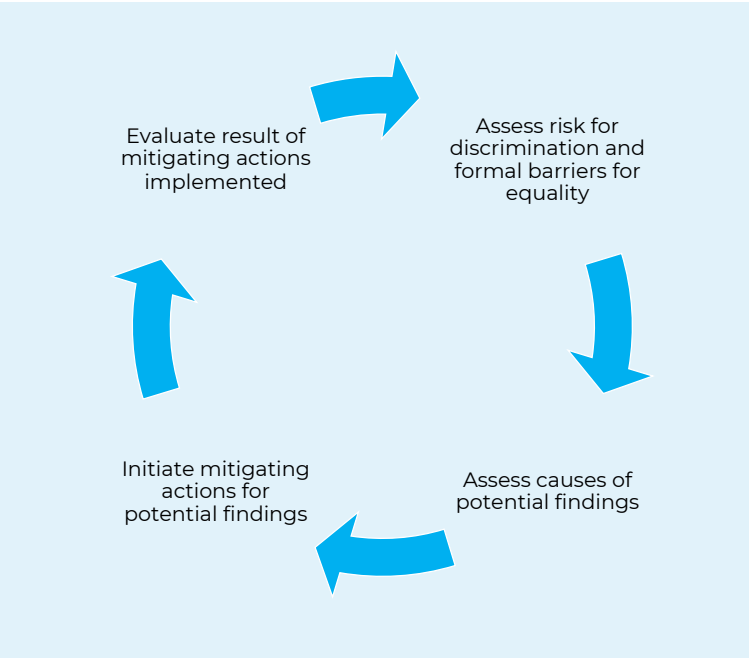 Evaluate result of
mitigating actions
implemented
Assess risk for
discrimination and
formal barriers for
equality
Initiate mitigating
actions for
potential findings
Assess causes of
potential findings